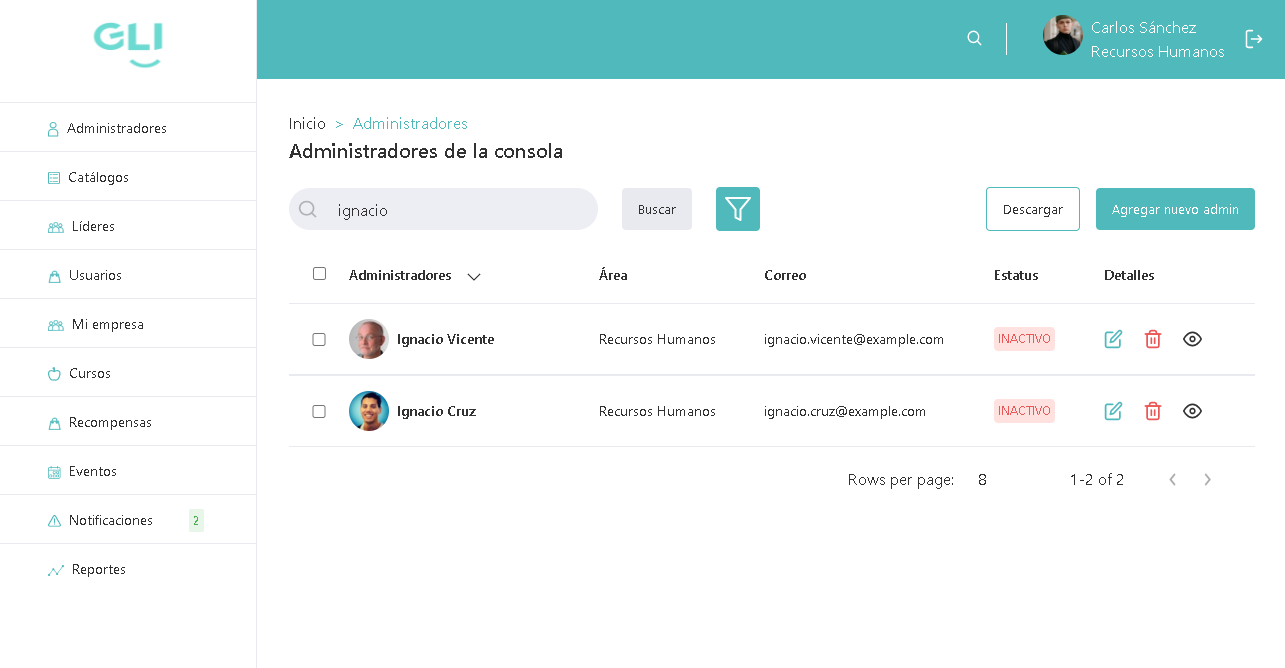 GLI
Carlos Sánchez
Recursos Humanos
Administradores
Catálogos
Líderes
Usuarios
Mi empresa
Cursos
Recompensas
Eventos
Notificaciones 2
Reportes
Inicio > Administradores
Administradores de la consola
ignacio Buscar Descargar Agregar nuevo admin
Administradores Área Correo Estatus Detalles
Ignacio Vicente Recursos Humanos ignacio.vicente@example.com INACTIVO
Ignacio Cruz Recursos Humanos ignacio.cruz@example.com INACTIVO
Rows per page: 8 1-2 of 2